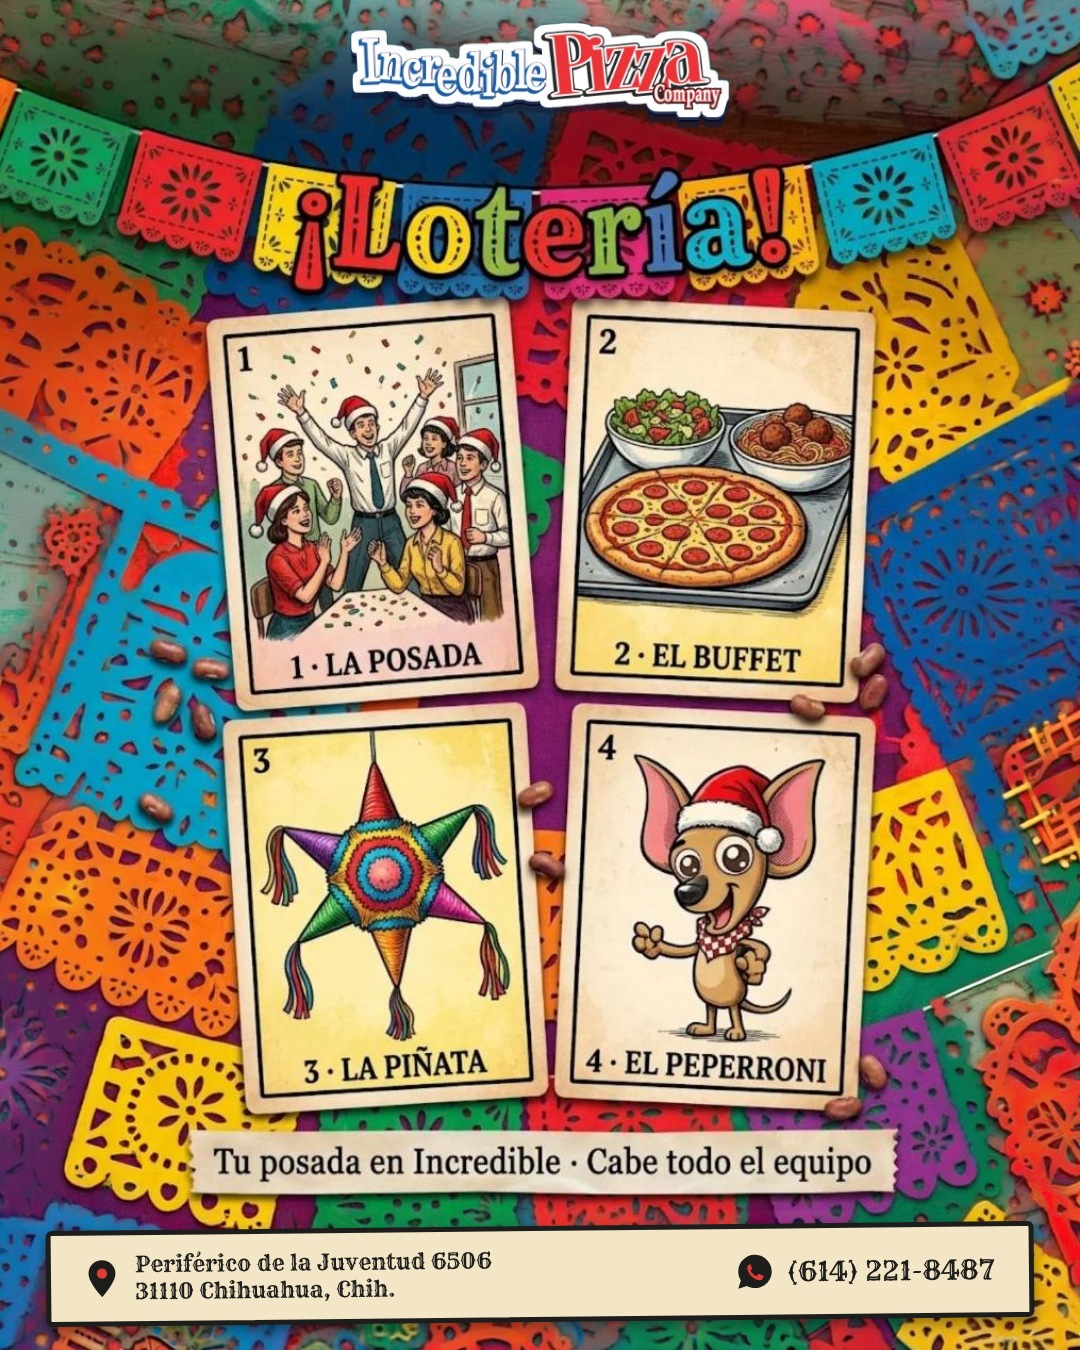 Incredible Pizza
Company
¡Lotería!
1
1 · LA POSADA
2
2 · EL BUFFET
3
3 · LA PIÑATA
4
4 · EL PEPERRONI
Tu posada en Incredible · Cabe todo el equipo
Periférico de la Juventud 6506
31110 Chihuahua, Chih.
(614) 221-8487